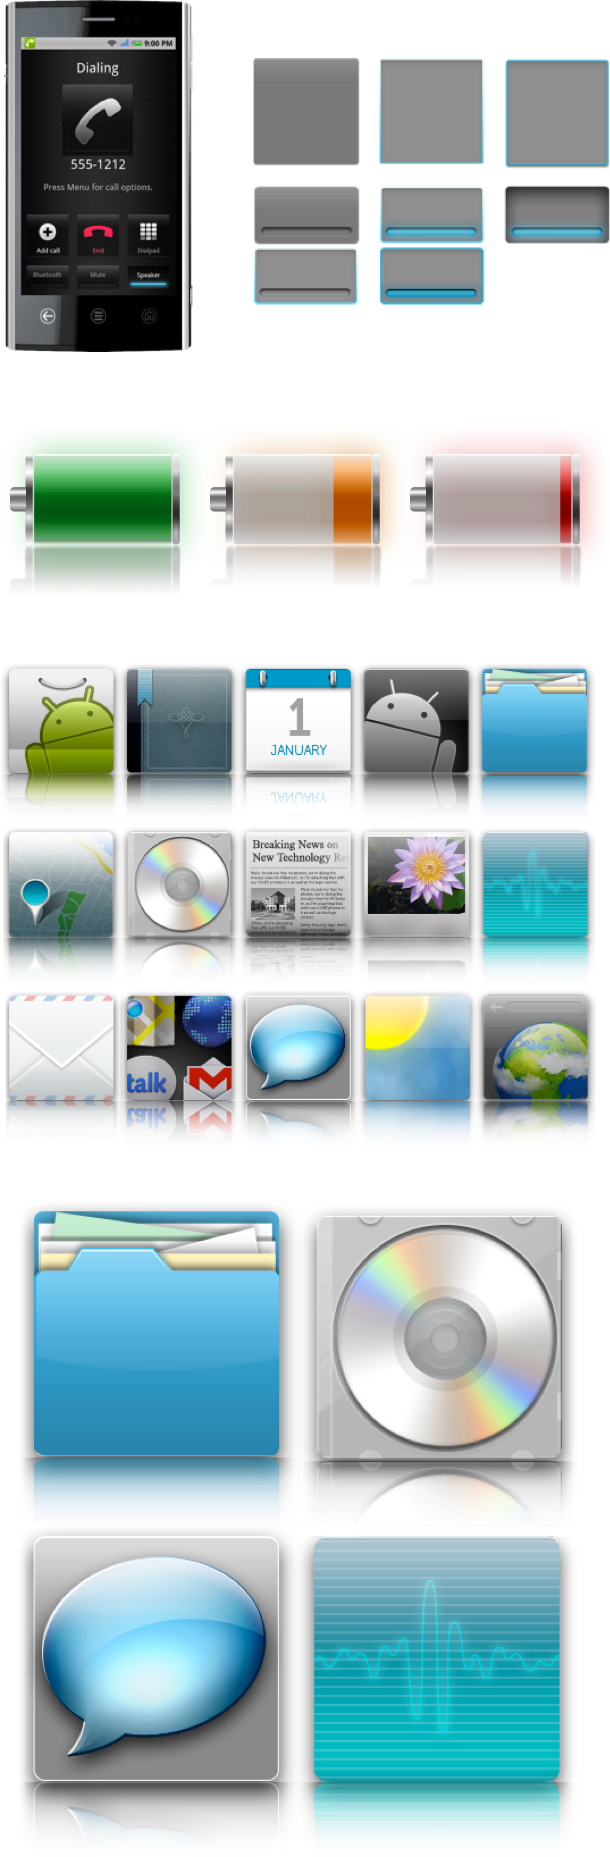 9:00 PM
Dialing
555-1212
Press Menu for call options.
Add call
End
Dialpad
Bluetooth
Mute
Speaker
1
JANUARY
Breaking News on
New Technology Re
talk